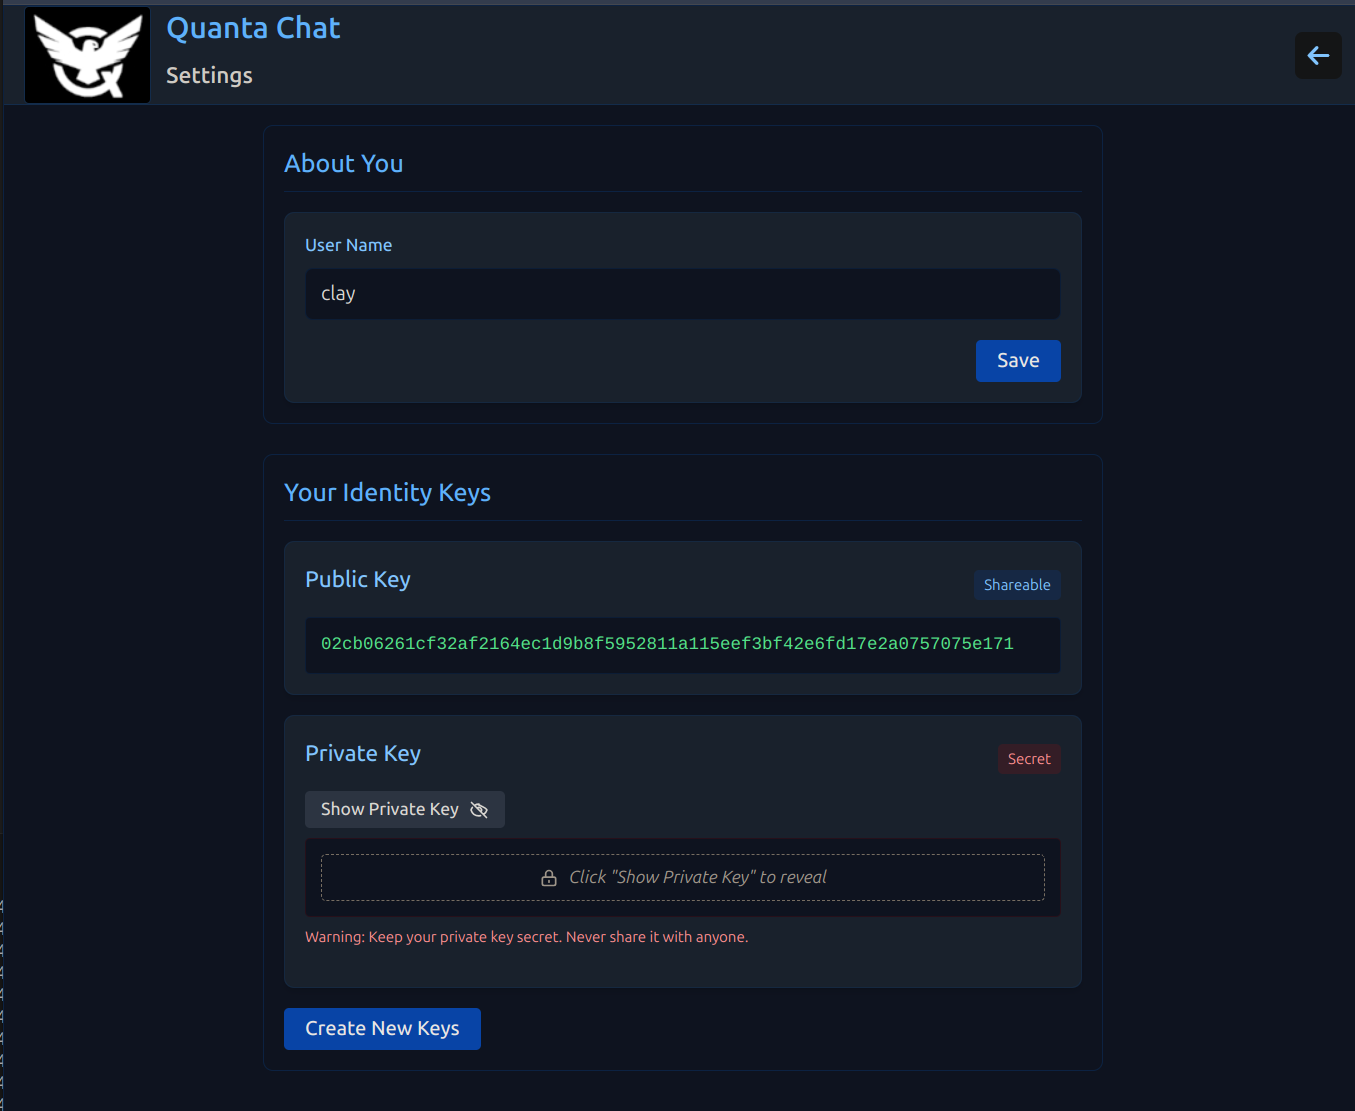 Quanta Chat
Settings
About You
User Name
clay
Save
Your Identity Keys
Public Key
Shareable
02cb06261cf32af2164ec1d9b8f5952811a115eef3bf42e6fd17e2a0757075e171
Private Key
Secret
Show Private Key
Click "Show Private Key" to reveal
Warning: Keep your private key secret. Never share it with anyone.
Create New Keys